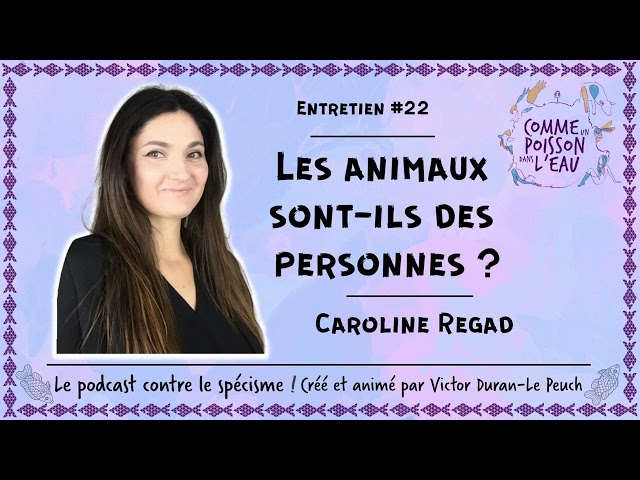 Entretien #22
Les animaux
sont-ils des
personnes ?
Caroline Regad
COMME UN
POISSON
DANS L'EAU
Le podcast contre le spécisme ! Créé et animé par Victor Duran-Le Peuch